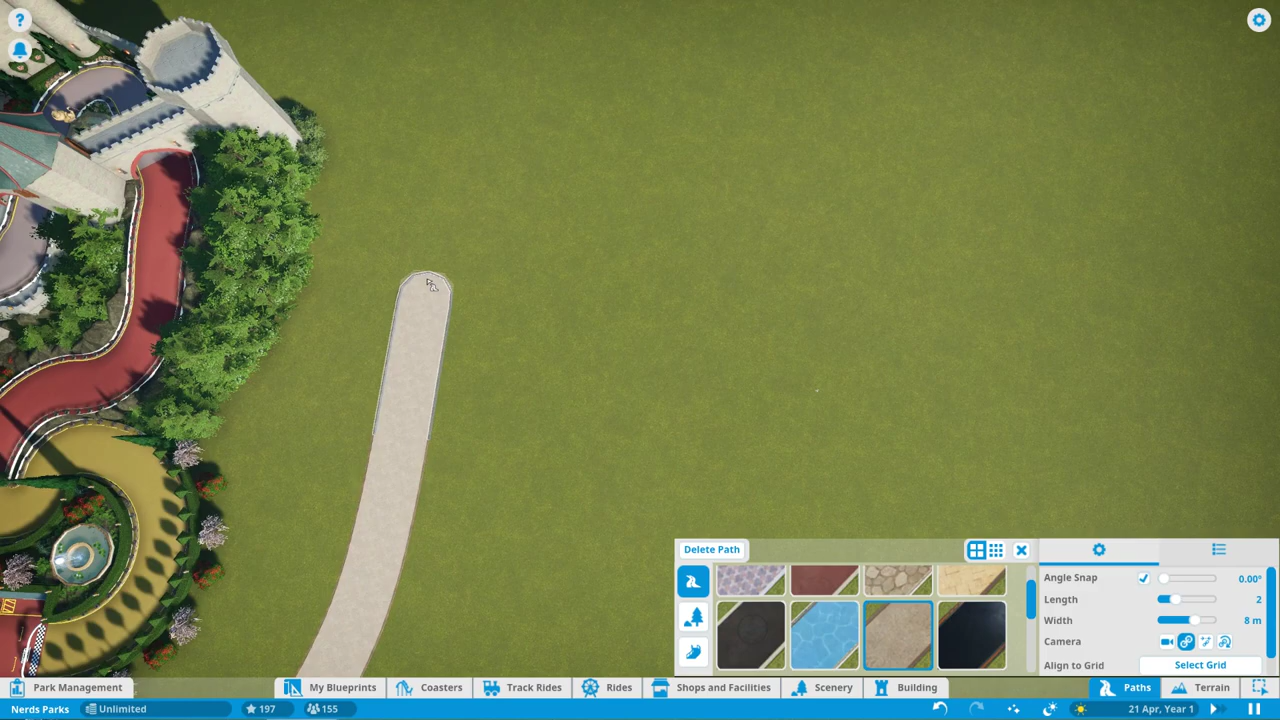 ?
Delete Path
Angle Snap 0.00°
Length 2
Width 8 m
Camera
Align to Grid Select Grid
Park Management My Blueprints Coasters Track Rides Rides Shops and Facilities Scenery Building Paths Terrain
Nerds Parks Unlimited 197 155 21 Apr, Year 1